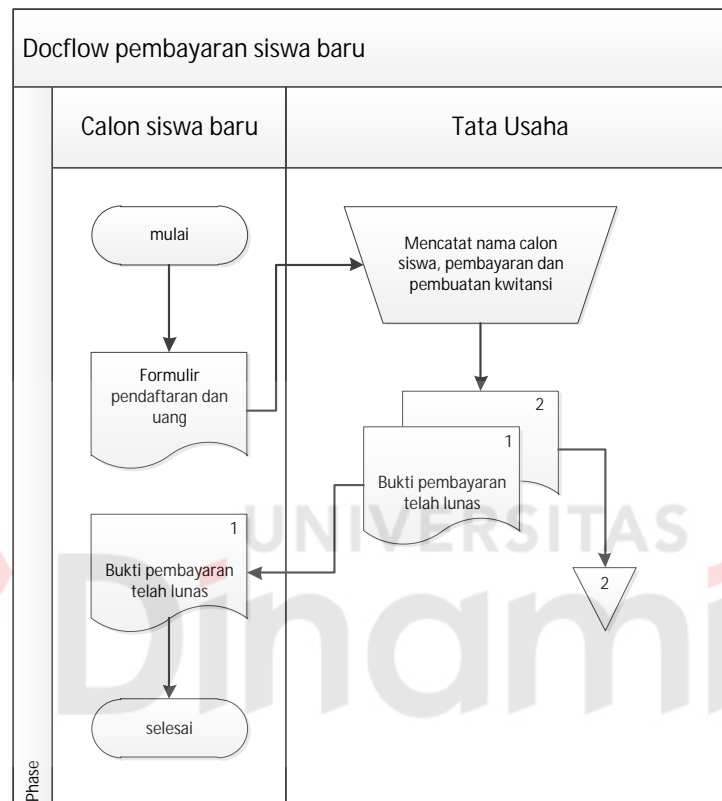 Docflow pembayaran siswa baru
Calon siswa baru
Tata Usaha
mulai
Mencatat nama calon
siswa, pembayaran dan
pembuatan kwitansi
Formulir
pendaftaran dan
uang
2
1
Bukti pembayaran
telah lunas
1
Bukti pembayaran
telah lunas
2
selesai
Phase
UNIVERSITAS
Dinami